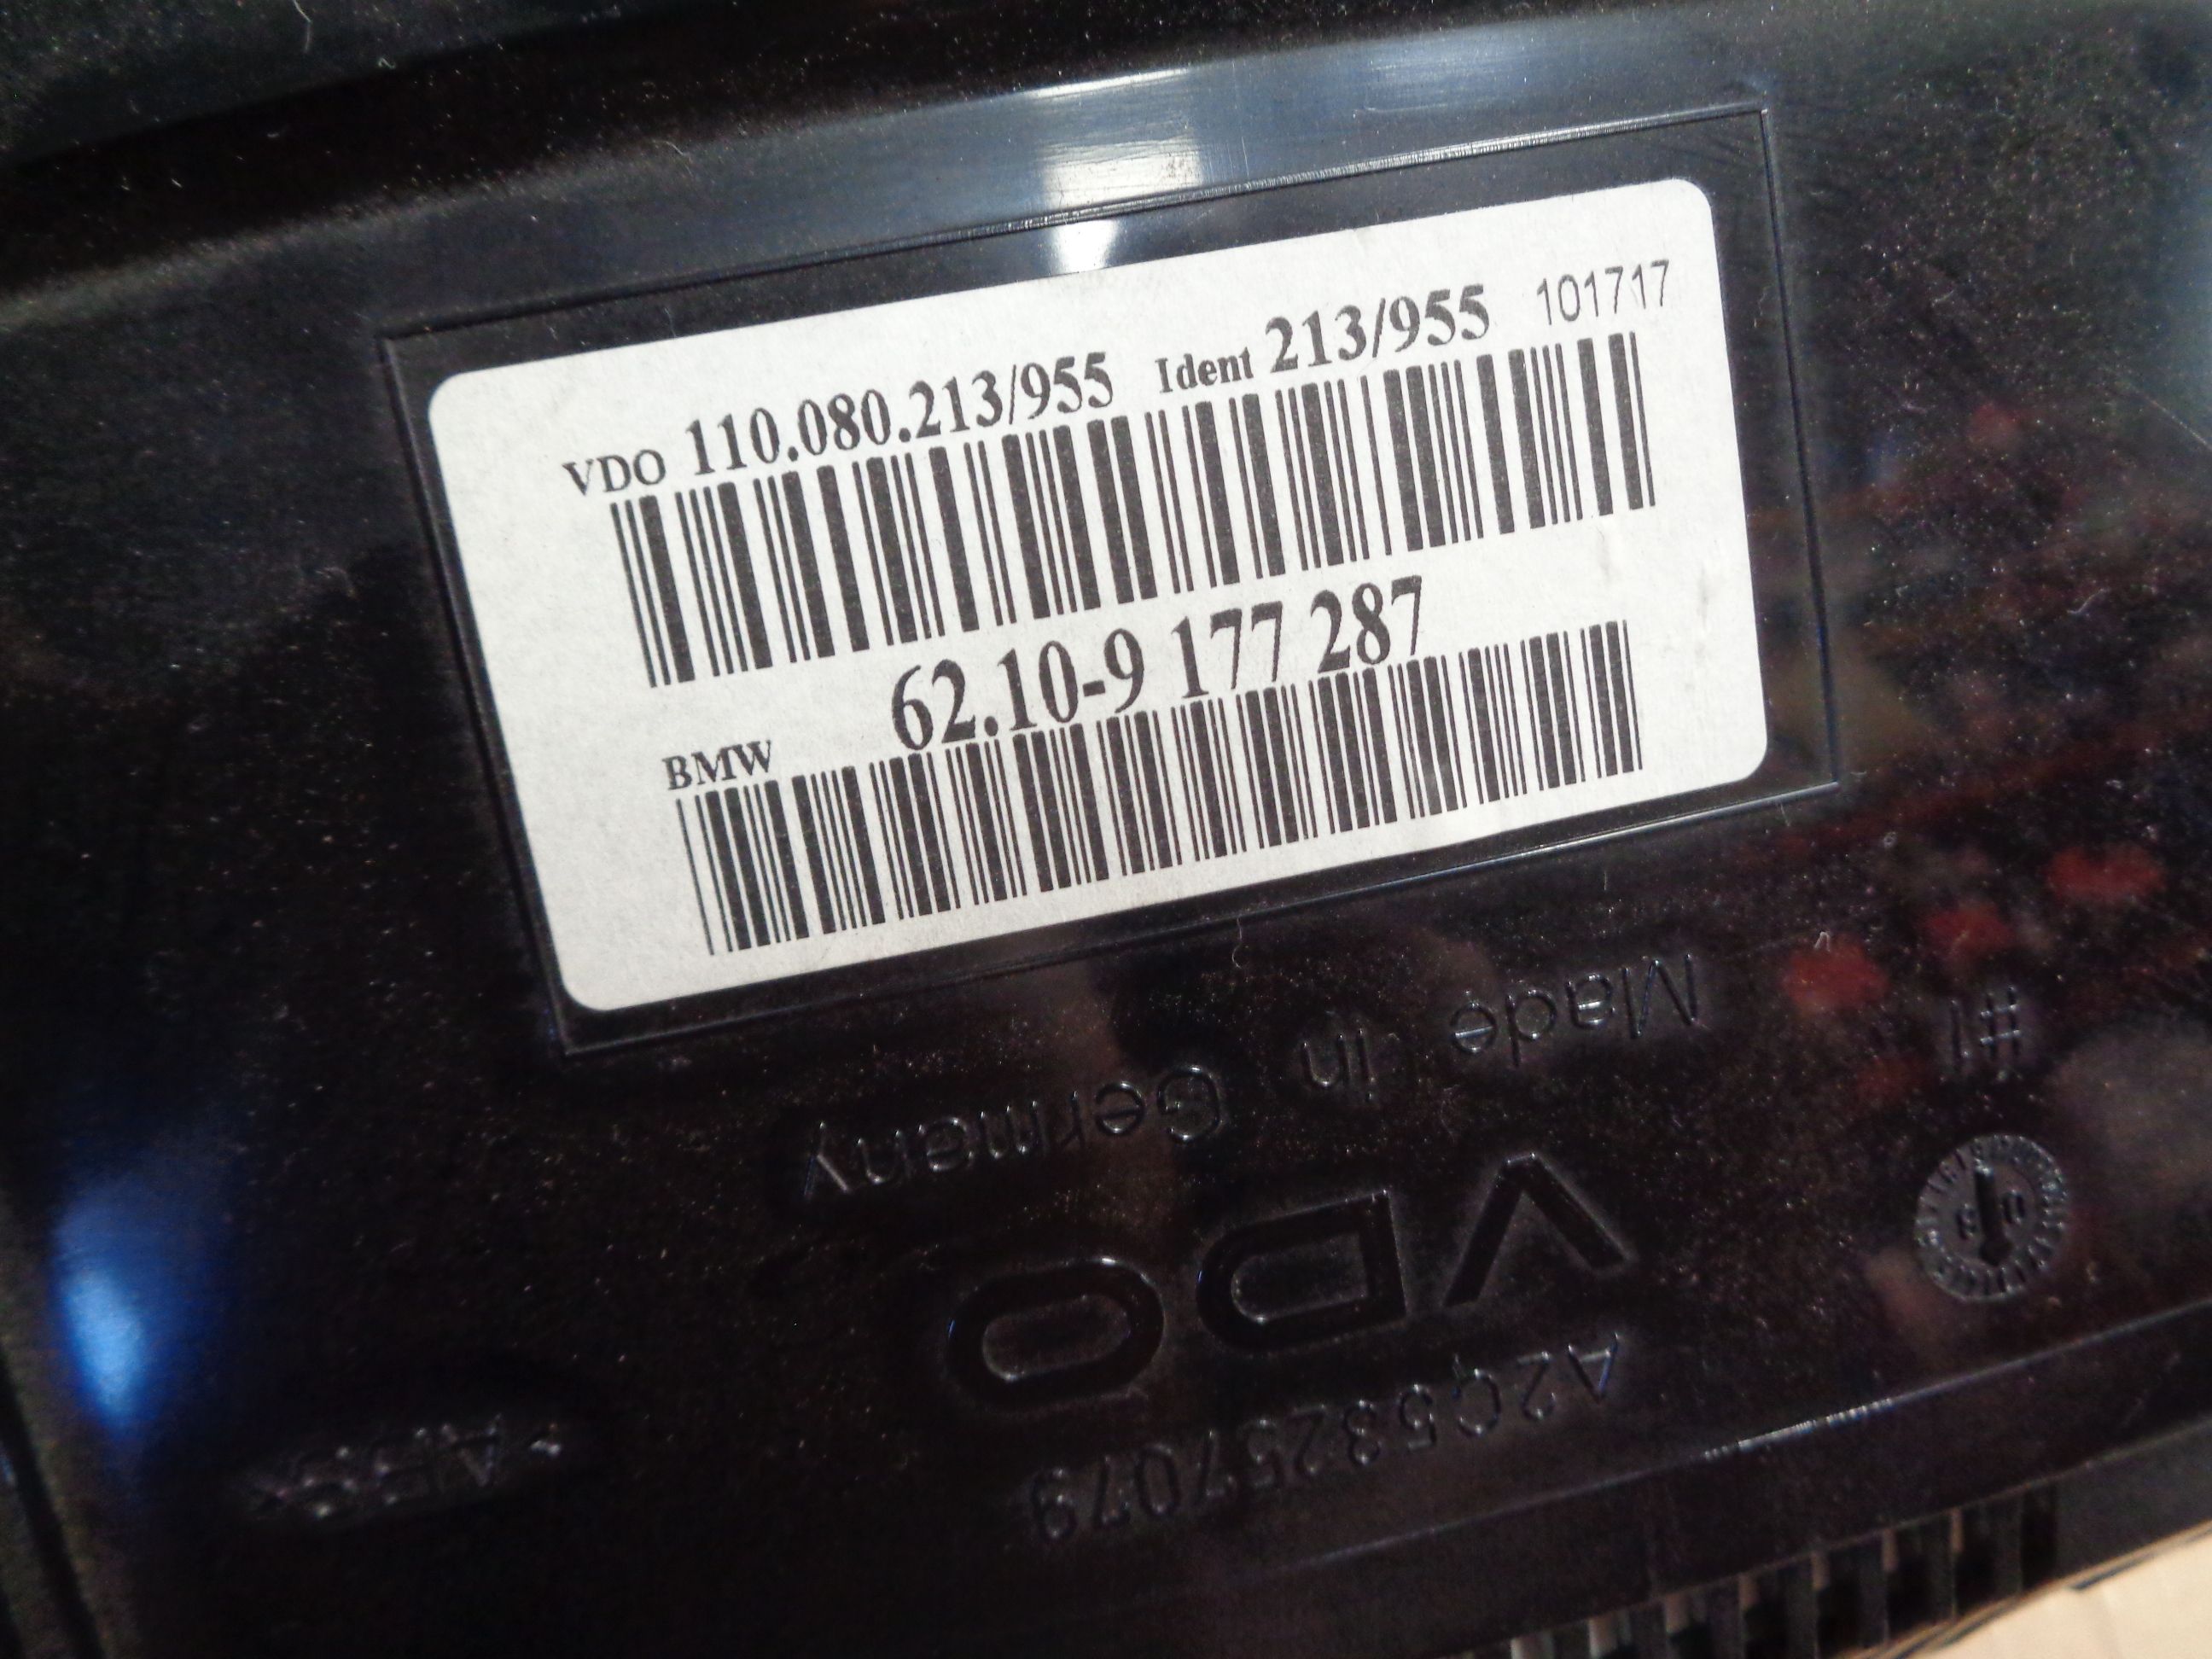 VDO 110.080.213/955 Ident 213/955 101717
BMW 62.10-9 177 287
#1
Made in Germany
VDO
A2C53257079